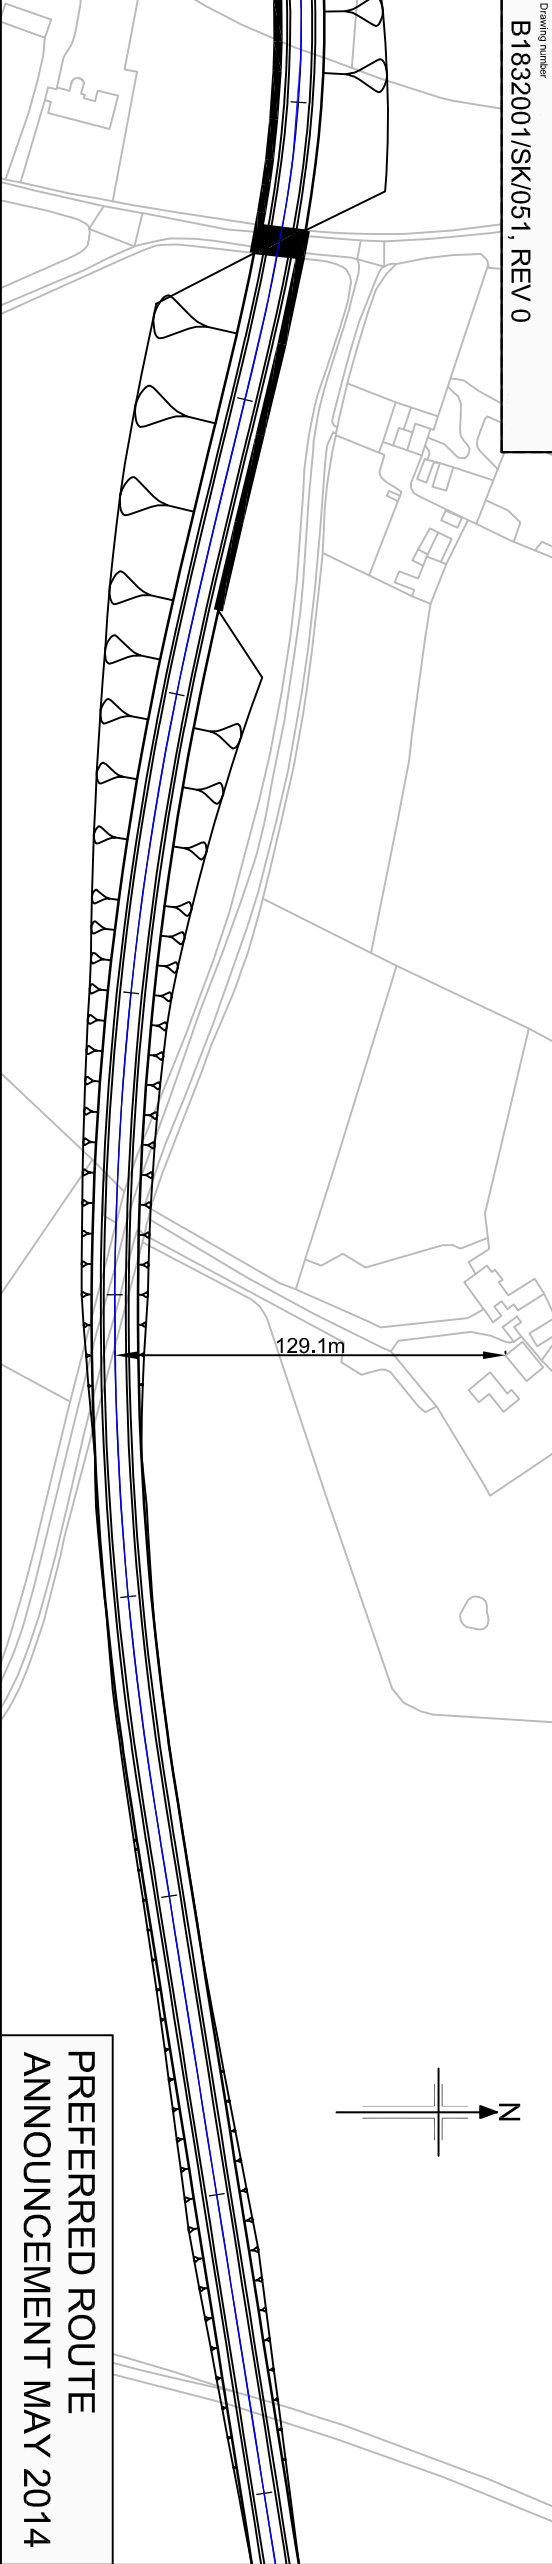 Drawing number
B1832001/SK/051, REV 0
129.1m
N
PREFERRED ROUTE
ANNOUNCEMENT MAY 2014